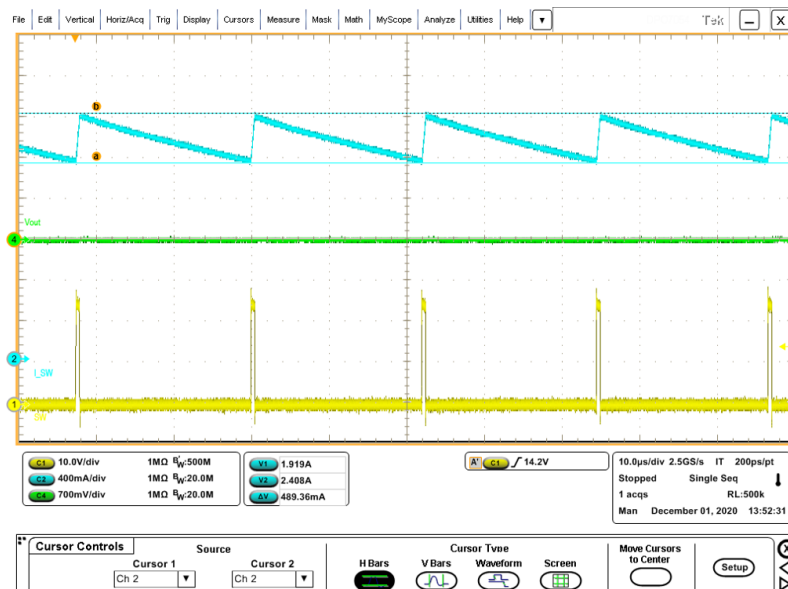 File Edit Vertical Horiz/Acq Trig Display Cursors Measure Mask Math MyScope Analyze Utilities Help Tek X
b
a
Vout
4
2
I_SW
1
SW
C1 10.0V/div 1MΩ BW:500M
C2 400mA/div 1MΩ BW:20.0M
C4 700mV/div 1MΩ BW:20.0M
V1 1.919A
V2 2.408A
ΔV 489.36mA
A' C1 14.2V
10.0µs/div 2.5GS/s IT 200ps/pt
Stopped Single Seq
1 acqs RL:500k
Man December 01, 2020 13:52:31
Cursor Controls
Source
Cursor 1 Cursor 2
Ch 2 Ch 2
Cursor Type
H Bars V Bars Waveform Screen
Move Cursors
to Center
Setup
X